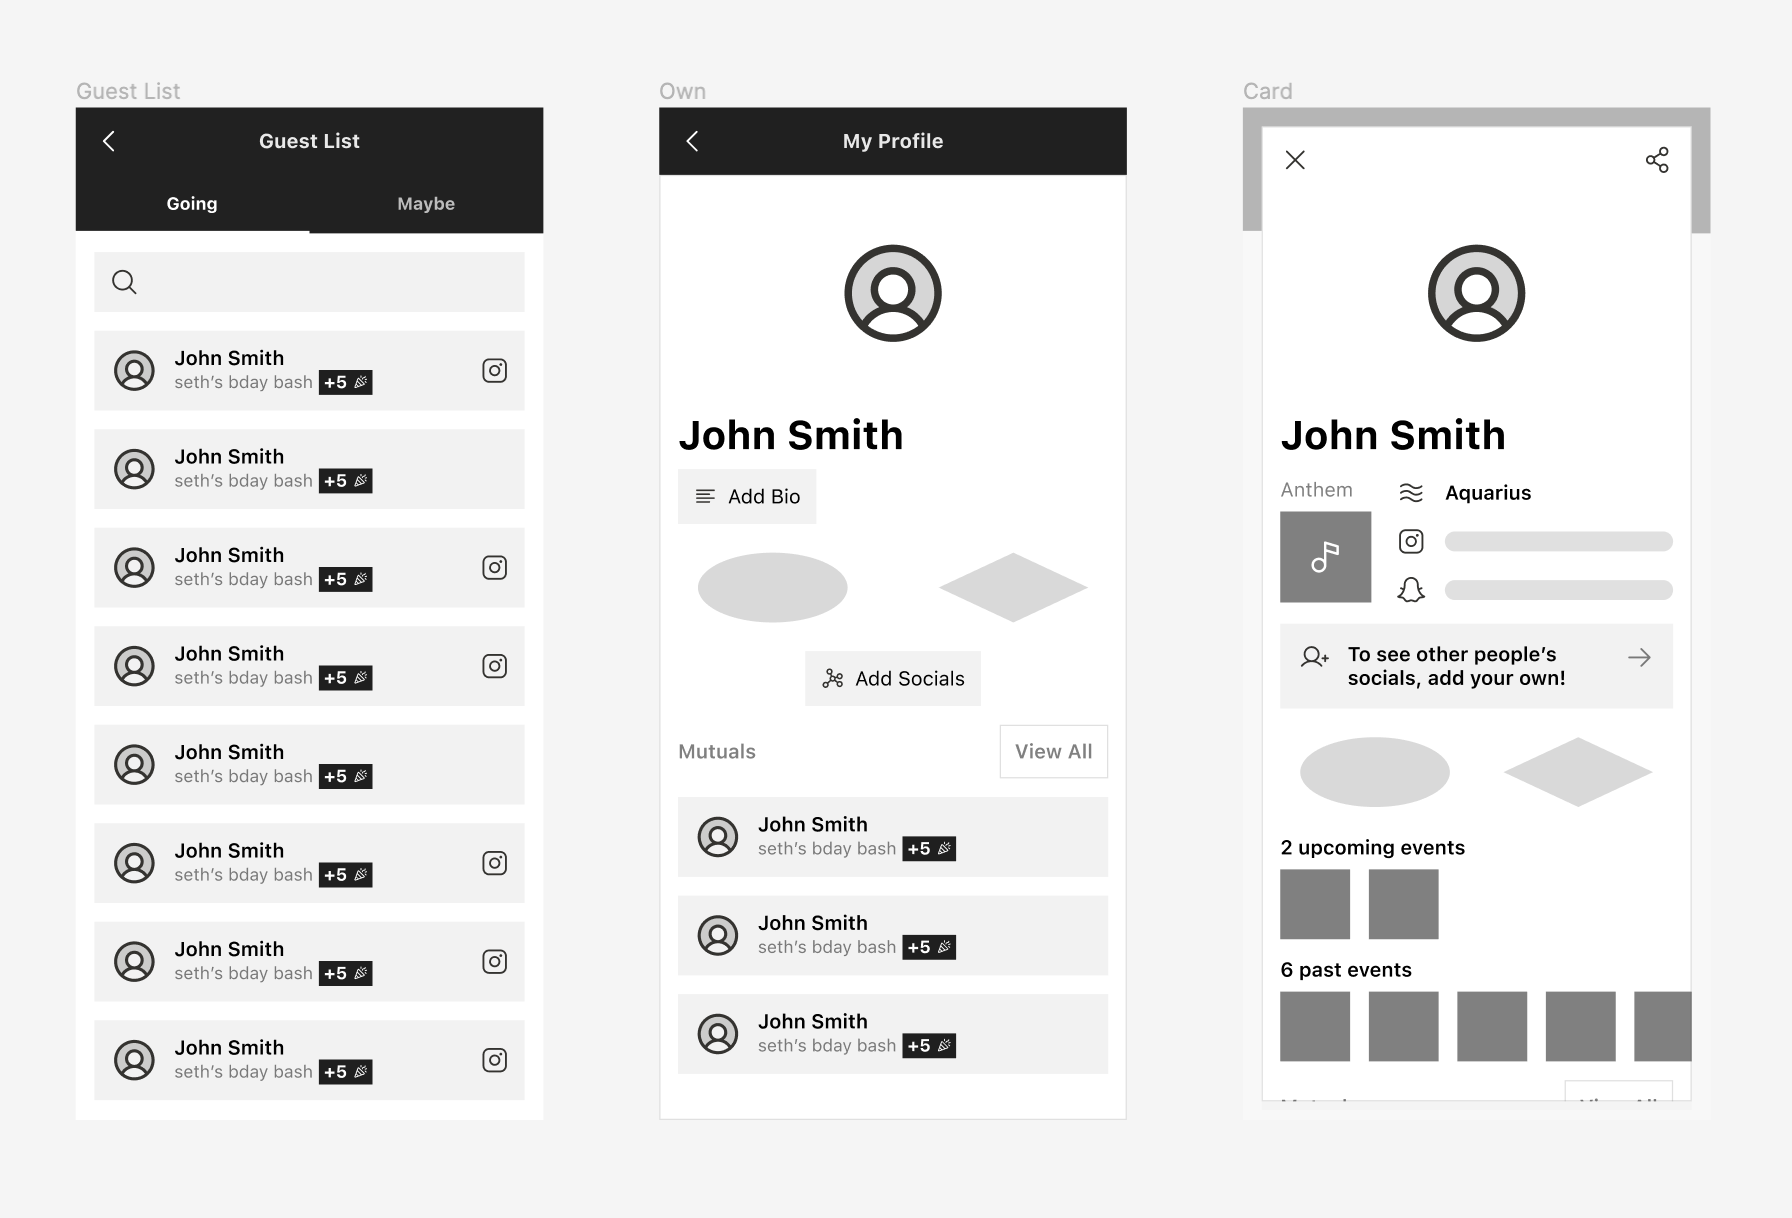 Guest List
Guest List
Going
Maybe
John Smith
seth's bday bash +5
John Smith
seth's bday bash +5
John Smith
seth's bday bash +5
John Smith
seth's bday bash +5
John Smith
seth's bday bash +5
John Smith
seth's bday bash +5
John Smith
seth's bday bash +5
John Smith
seth's bday bash +5
Own
My Profile
John Smith
Add Bio
Add Socials
Mutuals
View All
John Smith
seth's bday bash +5
John Smith
seth's bday bash +5
John Smith
seth's bday bash +5
Card
John Smith
Anthem
Aquarius
To see other people's
socials, add your own!
2 upcoming events
6 past events